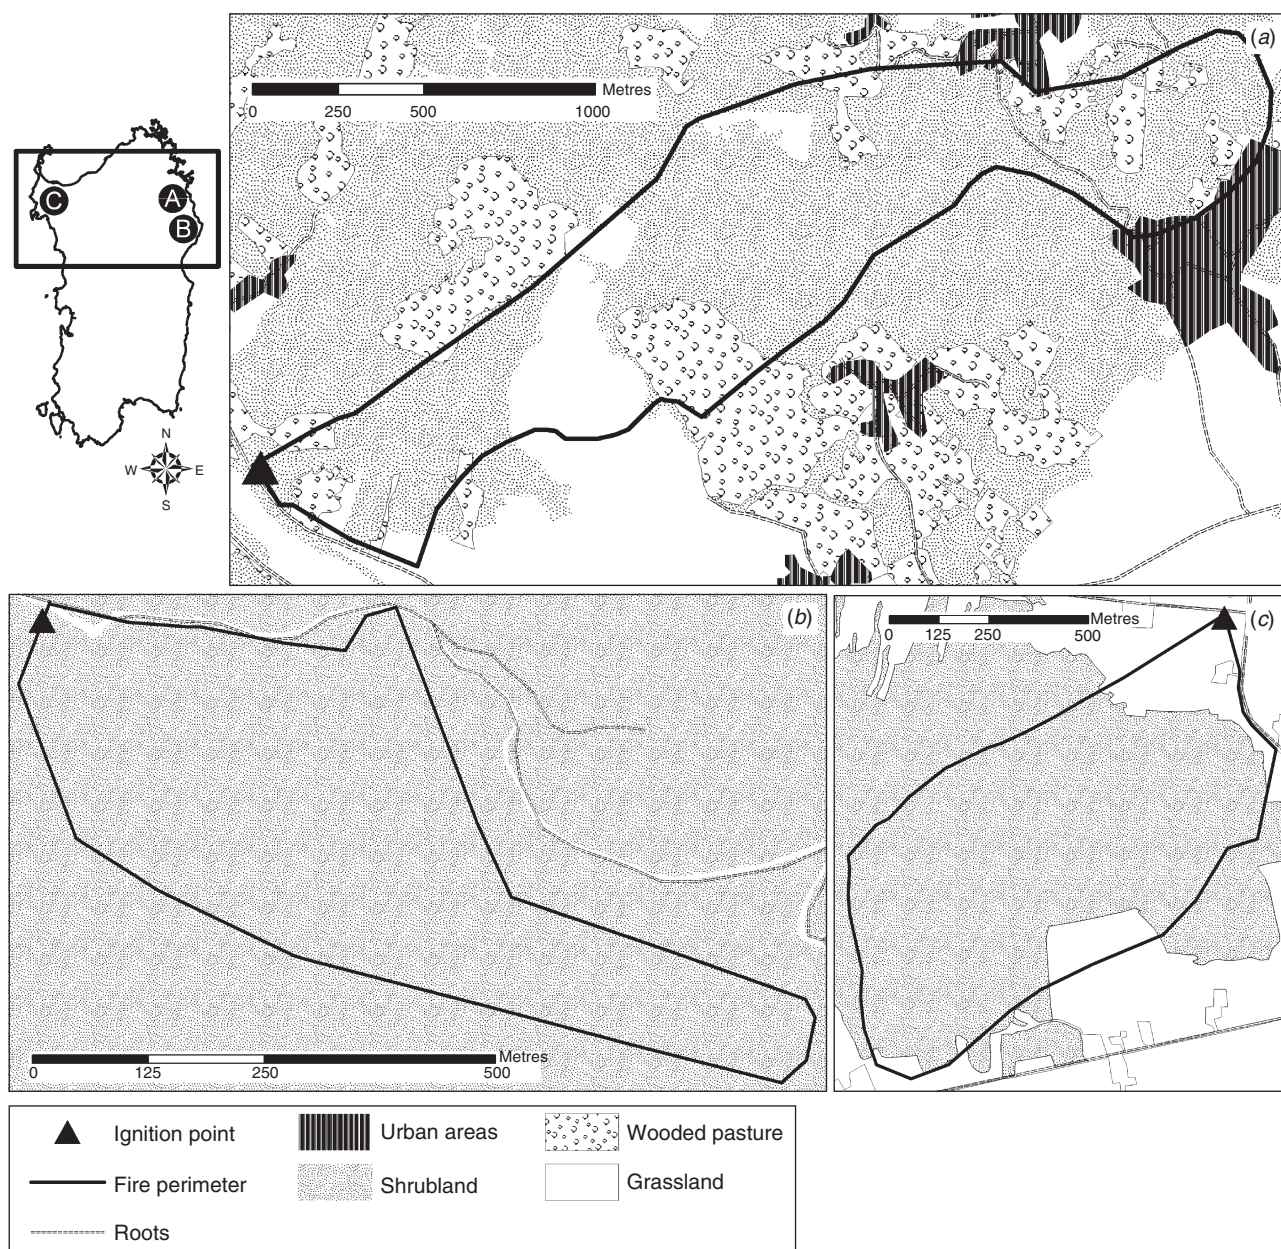 (a)
Metres
0 250 500 1000
C
A
B
N
W E
S
(b)
Metres
0 125 250 500
(c)
Metres
0 125 250 500
Ignition point
Urban areas
Wooded pasture
Fire perimeter
Shrubland
Grassland
Roots